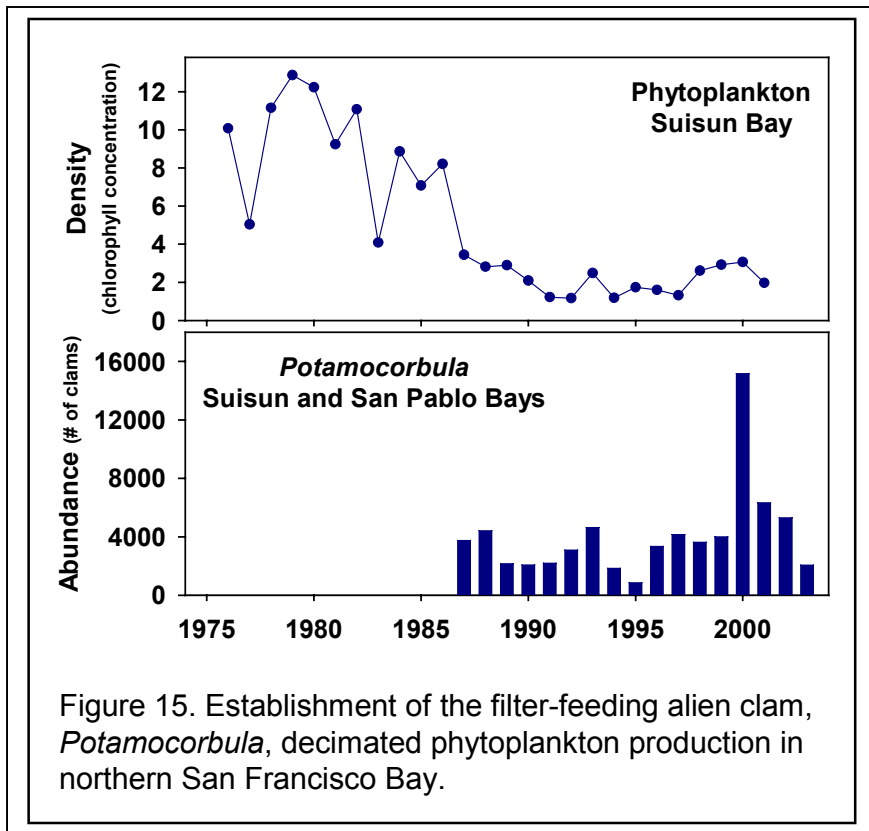 Phytoplankton
Suisun Bay
Density
(chlorophyll concentration)
12
10
8
6
4
2
0
Potamocorbula
Suisun and San Pablo Bays
Abundance (# of clams)
16000
12000
8000
4000
0
1975 1980 1985 1990 1995 2000
Figure 15. Establishment of the filter-feeding alien clam,
Potamocorbula, decimated phytoplankton production in
northern San Francisco Bay.